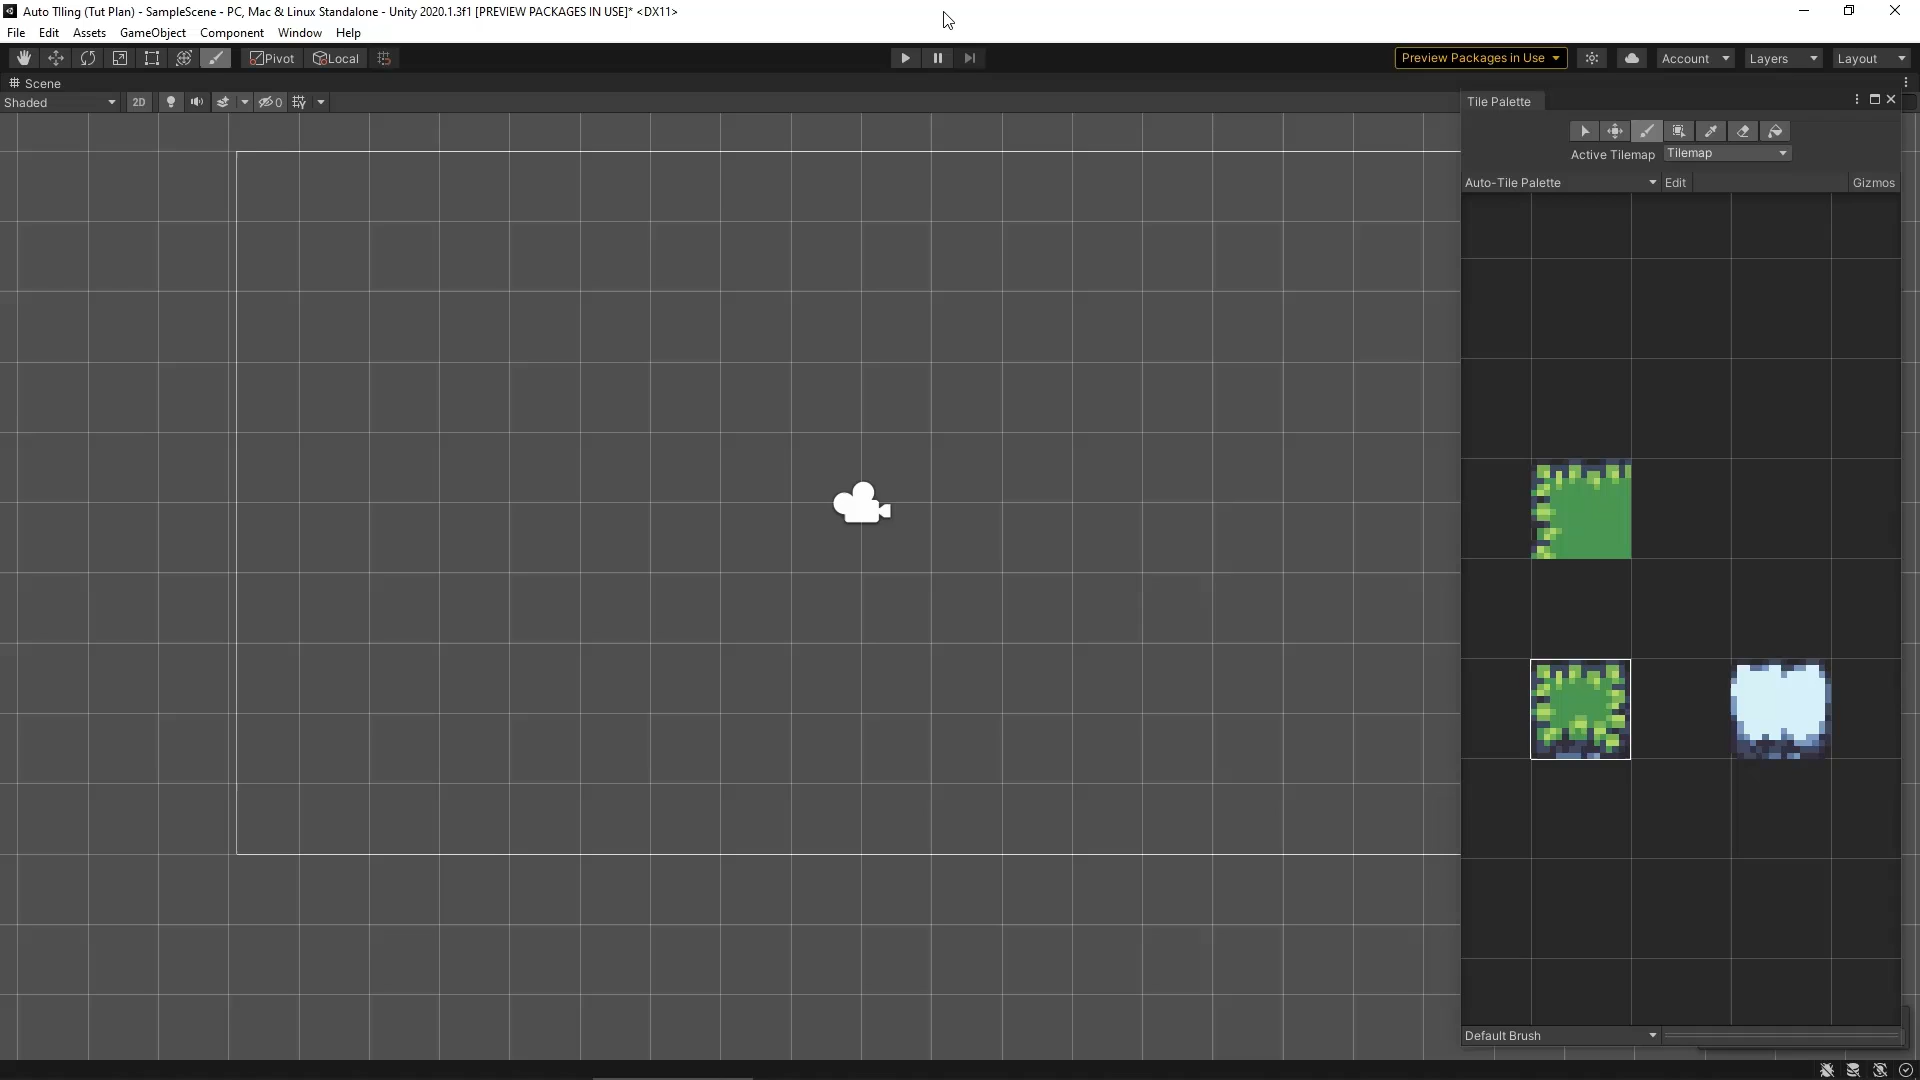 Auto TIling (Tut Plan) - SampleScene - PC, Mac & Linux Standalone - Unity 2020.1.3f1 [PREVIEW PACKAGES IN USE]* <DX11>
File Edit Assets GameObject Component Window Help
Pivot Local Preview Packages in Use Account Layers Layout
Scene
Shaded 2D 0
Tile Palette
Active Tilemap Tilemap
Auto-Tile Palette Edit Gizmos
Default Brush